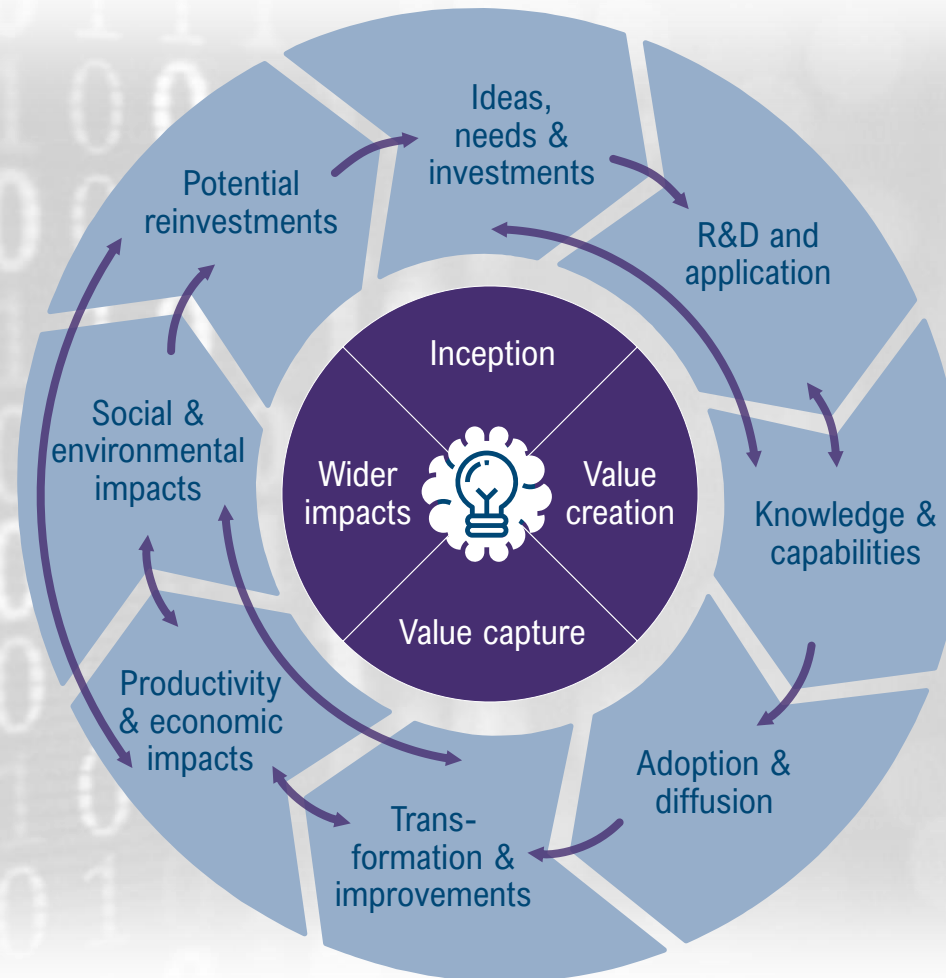 Ideas,
needs &
investments
R&D and
application
Knowledge &
capabilities
Adoption &
diffusion
Trans-
formation &
improvements
Productivity
& economic
impacts
Social &
environmental
impacts
Potential
reinvestments
Inception
Value
creation
Value capture
Wider
impacts